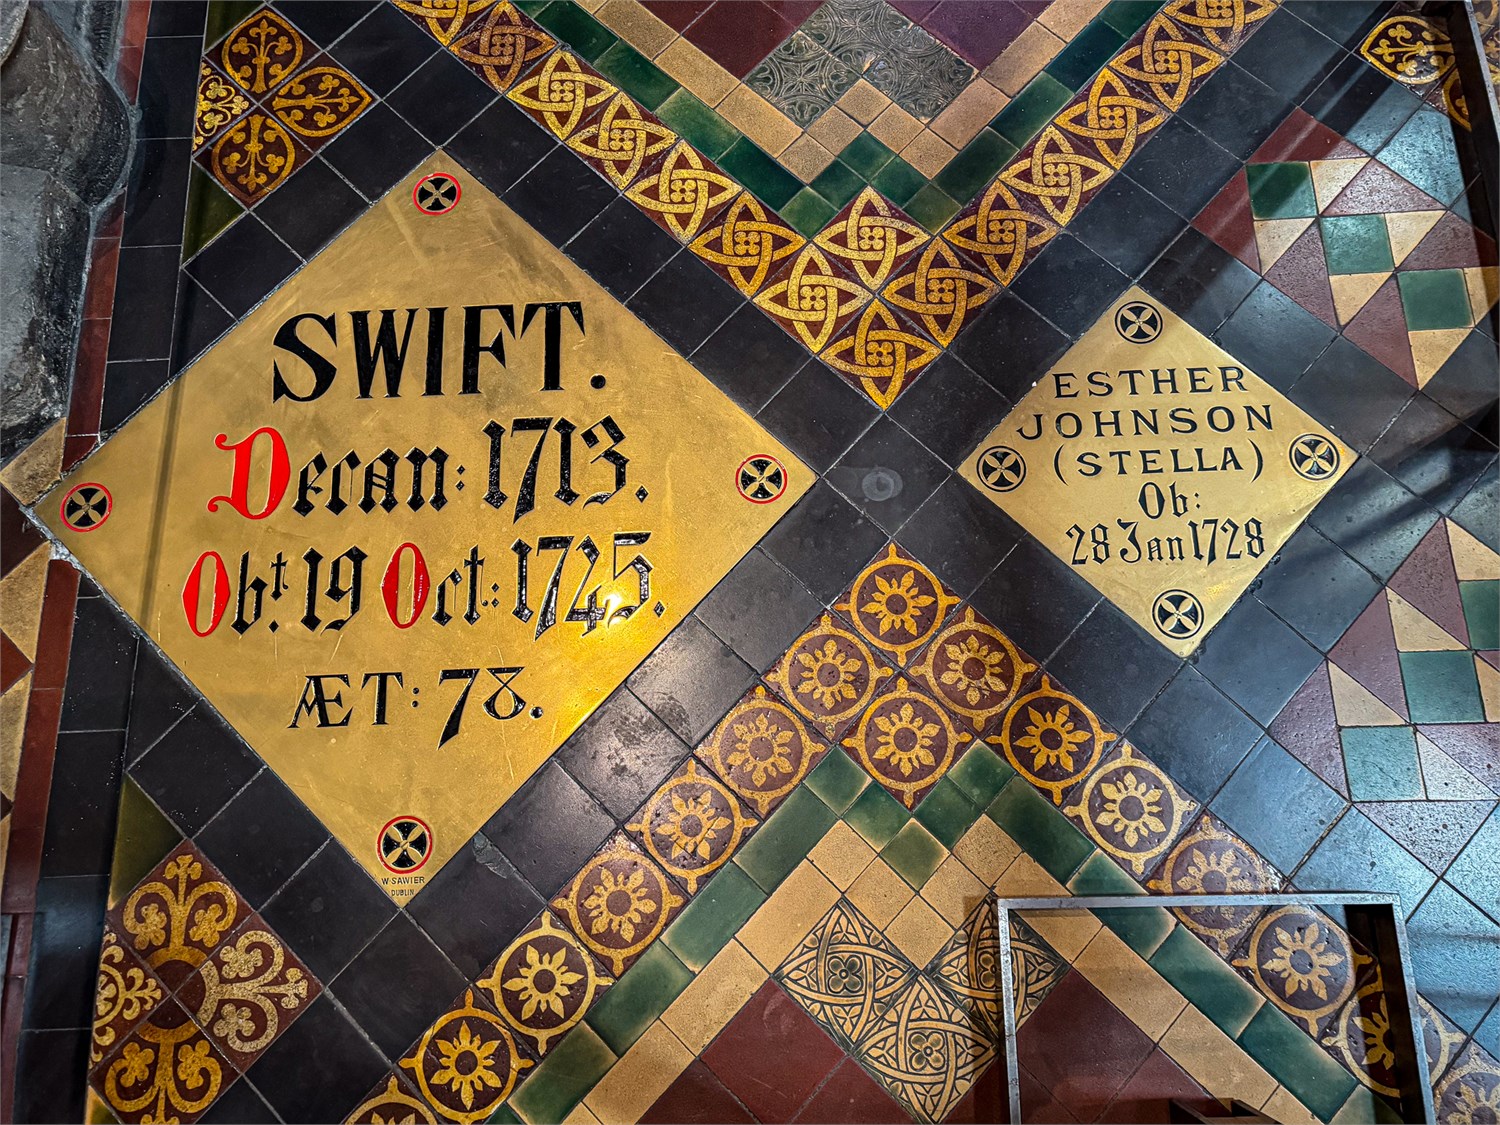 SWIFT.
Decan: 1713.
Obt. 19 Oct: 1745.
ÆT: 78.
W. SAWIER
DUBLIN
ESTHER
JOHNSON
(STELLA)
Ob:
28 Jan 1728